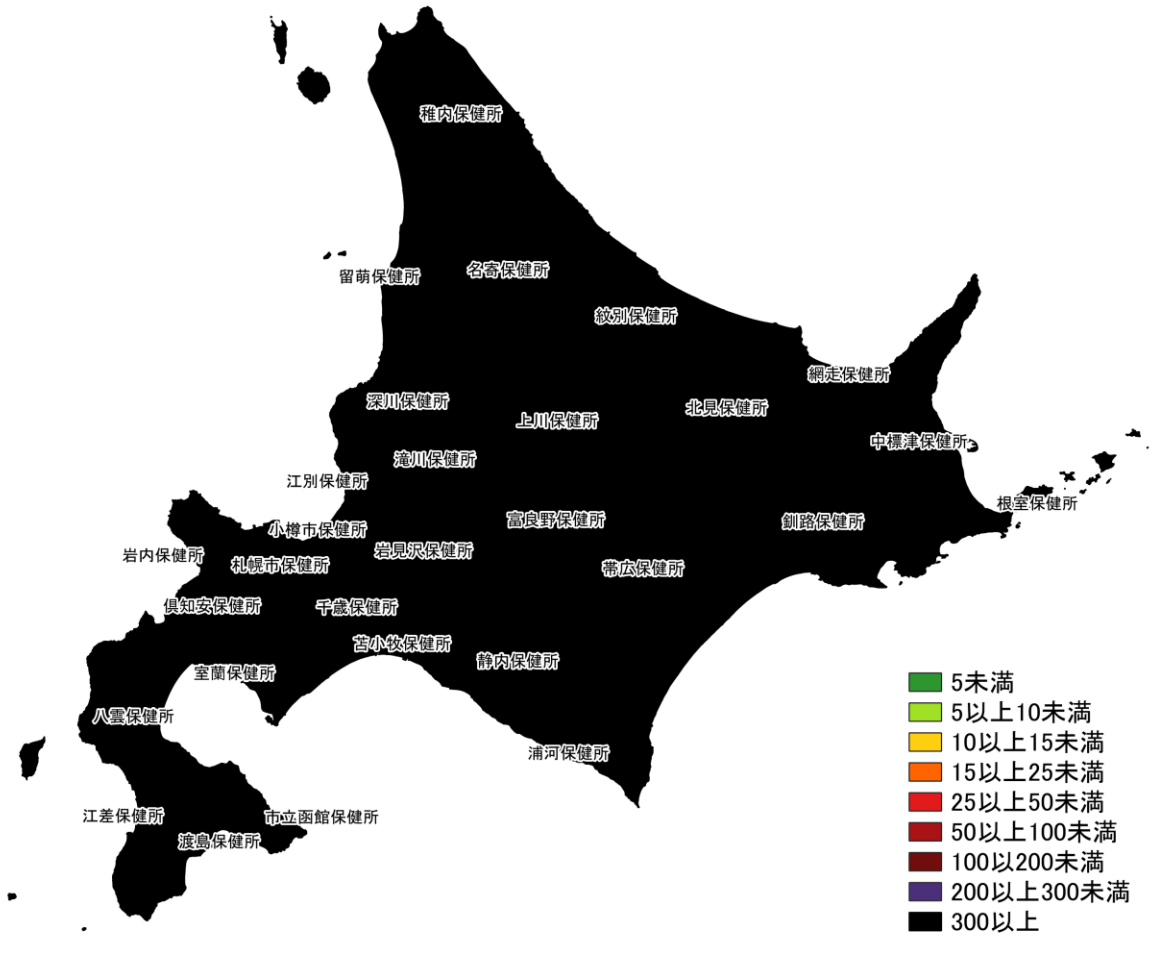 稚内保健所
名寄保健所
留萌保健所
紋別保健所
網走保健所
深川保健所
北見保健所
上川保健所
中標津保健所
滝川保健所
江別保健所
根室保健所
富良野保健所
釧路保健所
小樽市保健所
岩見沢保健所
岩内保健所
札幌市保健所
帯広保健所
倶知安保健所
千歳保健所
苫小牧保健所
静内保健所
室蘭保健所
八雲保健所
浦河保健所
江差保健所
市立函館保健所
渡島保健所
5未満
5以上10未満
10以上15未満
15以上25未満
25以上50未満
50以上100未満
100以200未満
200以上300未満
300以上